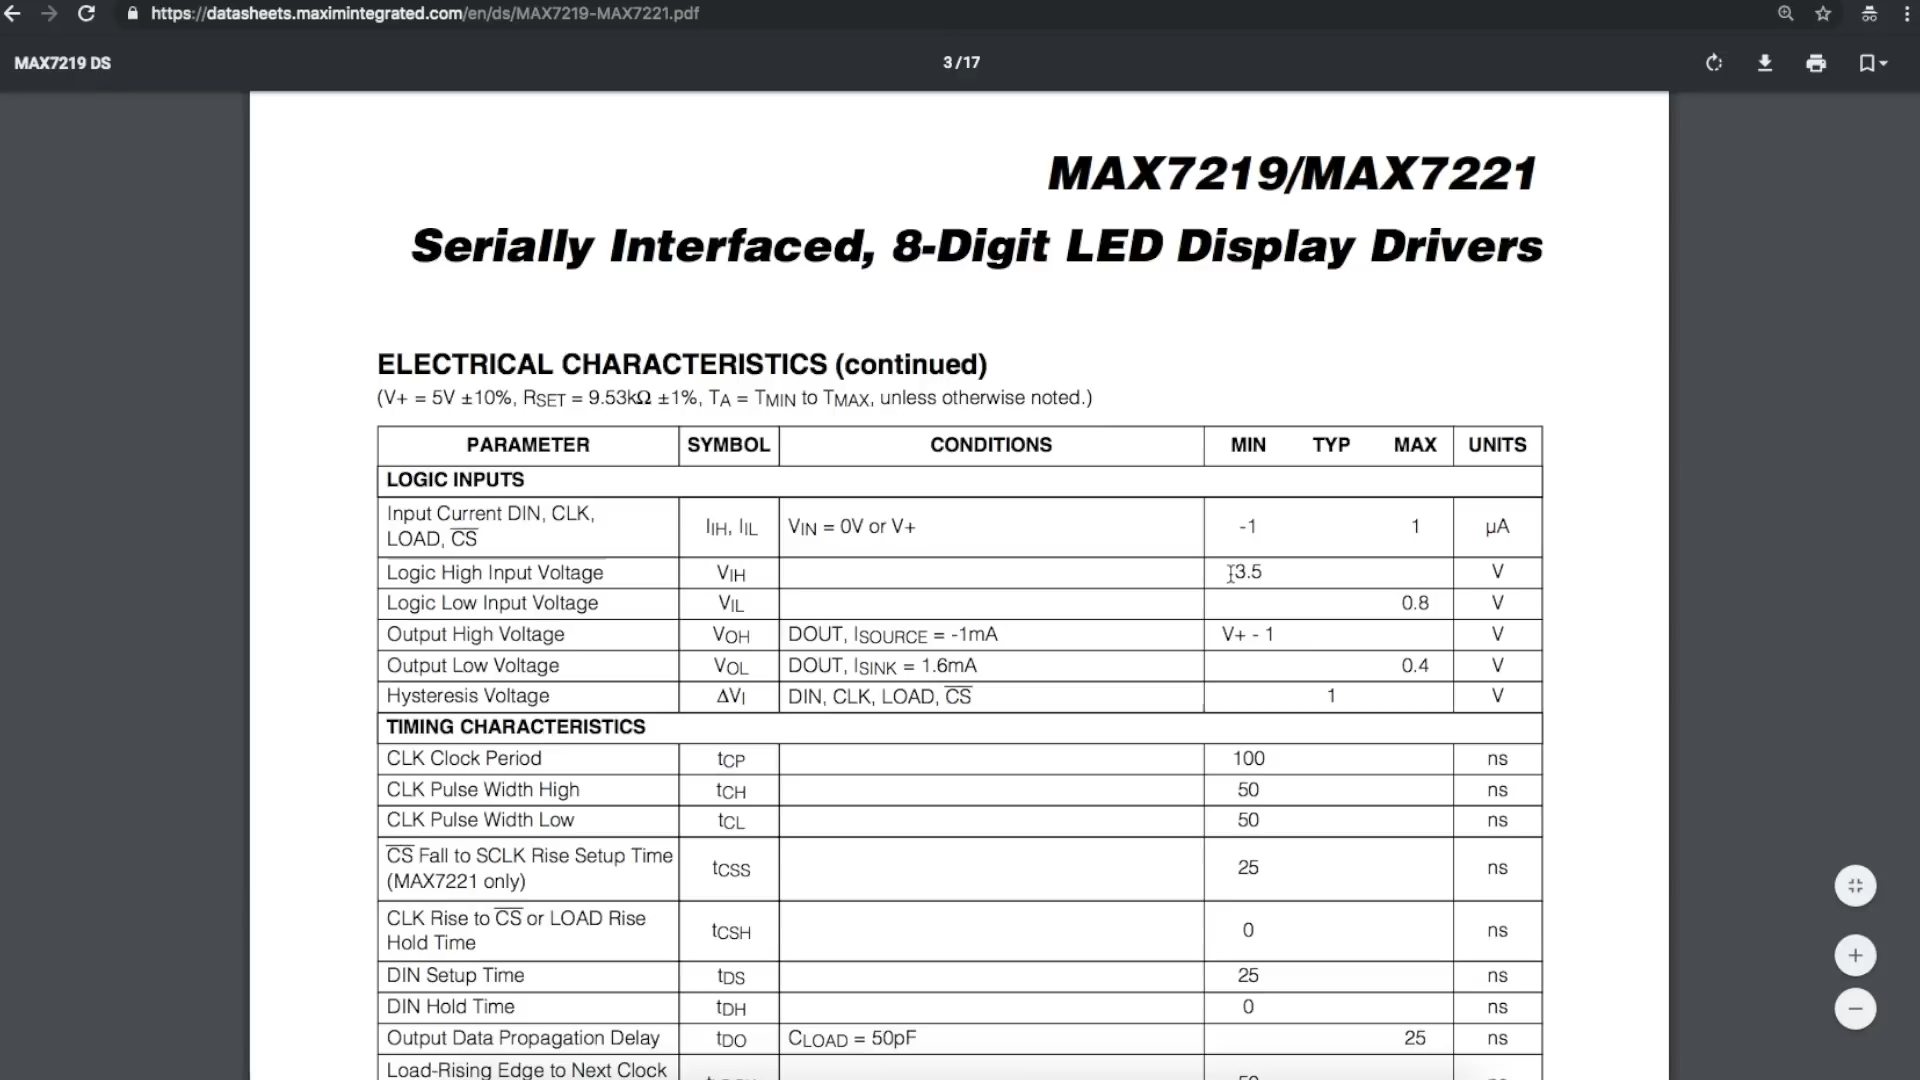 https://datasheets.maximintegrated.com/en/ds/MAX7219-MAX7221.pdf
MAX7219 DS
3 / 17
MAX7219/MAX7221
Serially Interfaced, 8-Digit LED Display Drivers
ELECTRICAL CHARACTERISTICS (continued)
(V+ = 5V ±10%, RSET = 9.53kΩ ±1%, TA = TMIN to TMAX, unless otherwise noted.)
PARAMETER SYMBOL CONDITIONS MIN TYP MAX UNITS
LOGIC INPUTS
Input Current DIN, CLK,
LOAD, C̅S̅ IIH, IIL VIN = 0V or V+ -1 1 μA
Logic High Input Voltage VIH 3.5 V
Logic Low Input Voltage VIL 0.8 V
Output High Voltage VOH DOUT, ISOURCE = -1mA V+ - 1 V
Output Low Voltage VOL DOUT, ISINK = 1.6mA 0.4 V
Hysteresis Voltage ΔVI DIN, CLK, LOAD, C̅S̅ 1 V
TIMING CHARACTERISTICS
CLK Clock Period tCP 100 ns
CLK Pulse Width High tCH 50 ns
CLK Pulse Width Low tCL 50 ns
C̅S̅ Fall to SCLK Rise Setup Time
(MAX7221 only) tCSS 25 ns
CLK Rise to C̅S̅ or LOAD Rise
Hold Time tCSH 0 ns
DIN Setup Time tDS 25 ns
DIN Hold Time tDH 0 ns
Output Data Propagation Delay tDO CLOAD = 50pF 25 ns
Load-Rising Edge to Next Clock